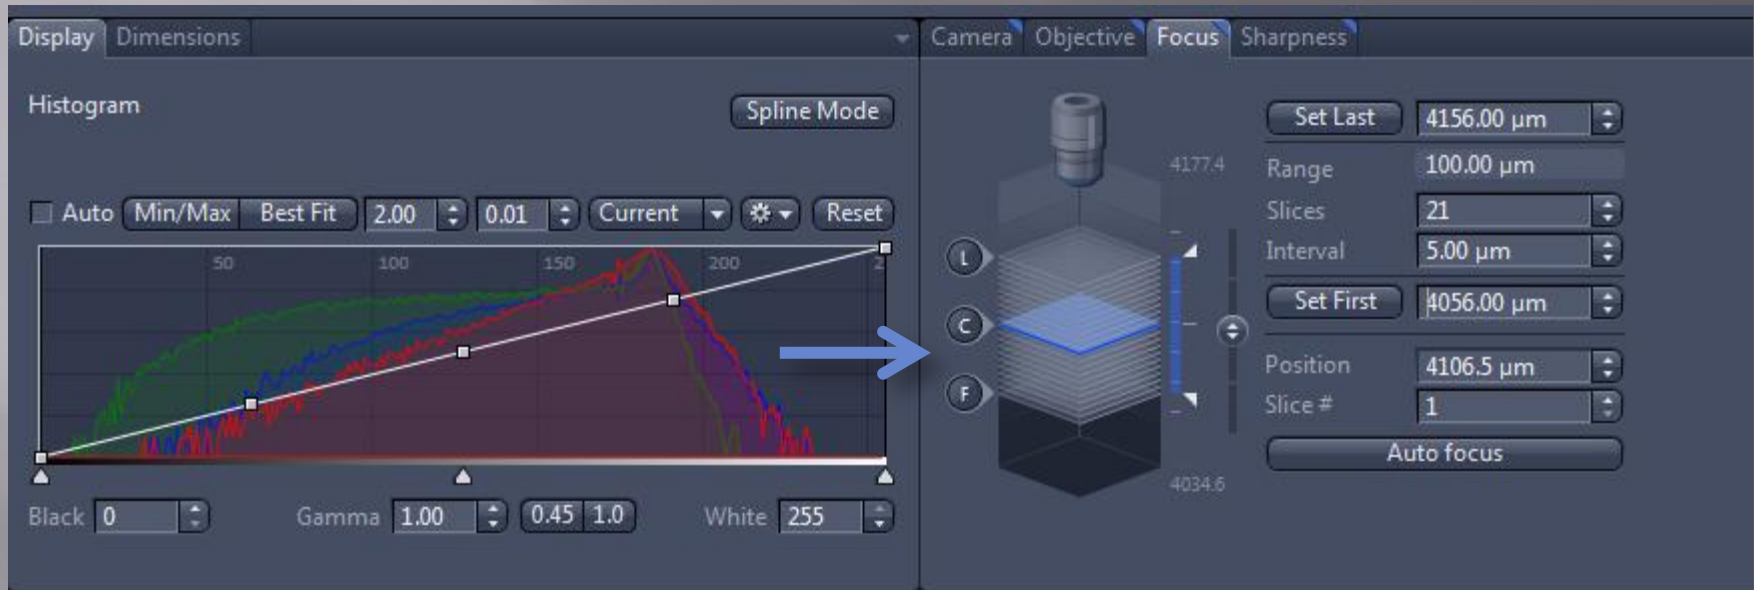 Display Dimensions
Histogram
Spline Mode
Auto Min/Max Best Fit 2.00 0.01 Current Reset
50 100 150 200 2
Black 0 Gamma 1.00 0.45 1.0 White 255
Camera Objective Focus Sharpness
4177.4
L
C
F
4034.6
Set Last 4156.00 µm
Range 100.00 µm
Slices 21
Interval 5.00 µm
Set First 4056.00 µm
Position 4106.5 µm
Slice # 1
Auto focus